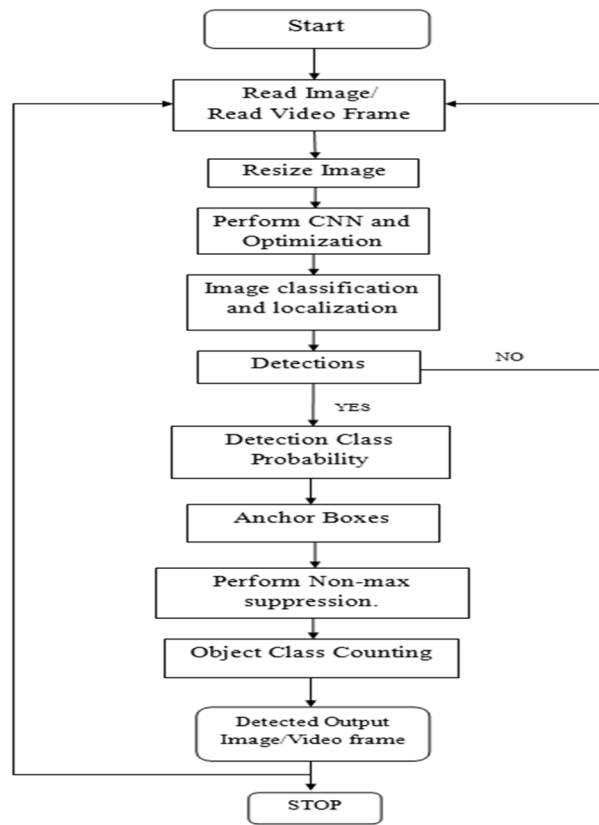 Start
Read Image/
Read Video Frame
Resize Image
Perform CNN and
Optimization
Image classification
and localization
Detections
NO
YES
Detection Class
Probability
Anchor Boxes
Perform Non-max
suppression.
Object Class Counting
Detected Output
Image/Video frame
STOP